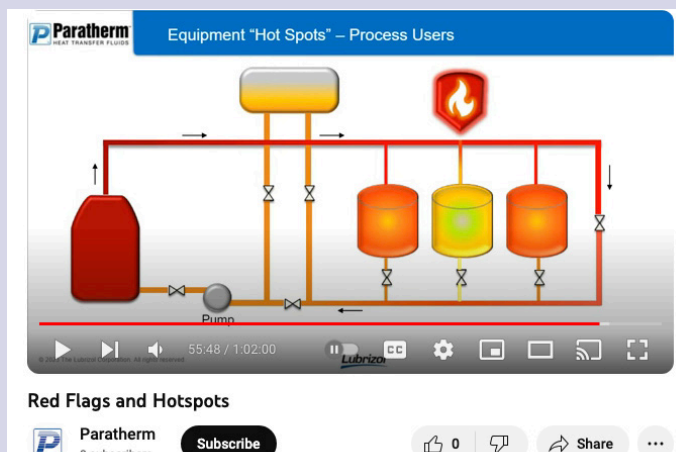 Paratherm
HEAT TRANSFER FLUIDS
Equipment “Hot Spots” – Process Users
Pump
55:48 / 1:02:00
CC
Lubrizol
Red Flags and Hotspots
Paratherm
Subscribe
0
Share